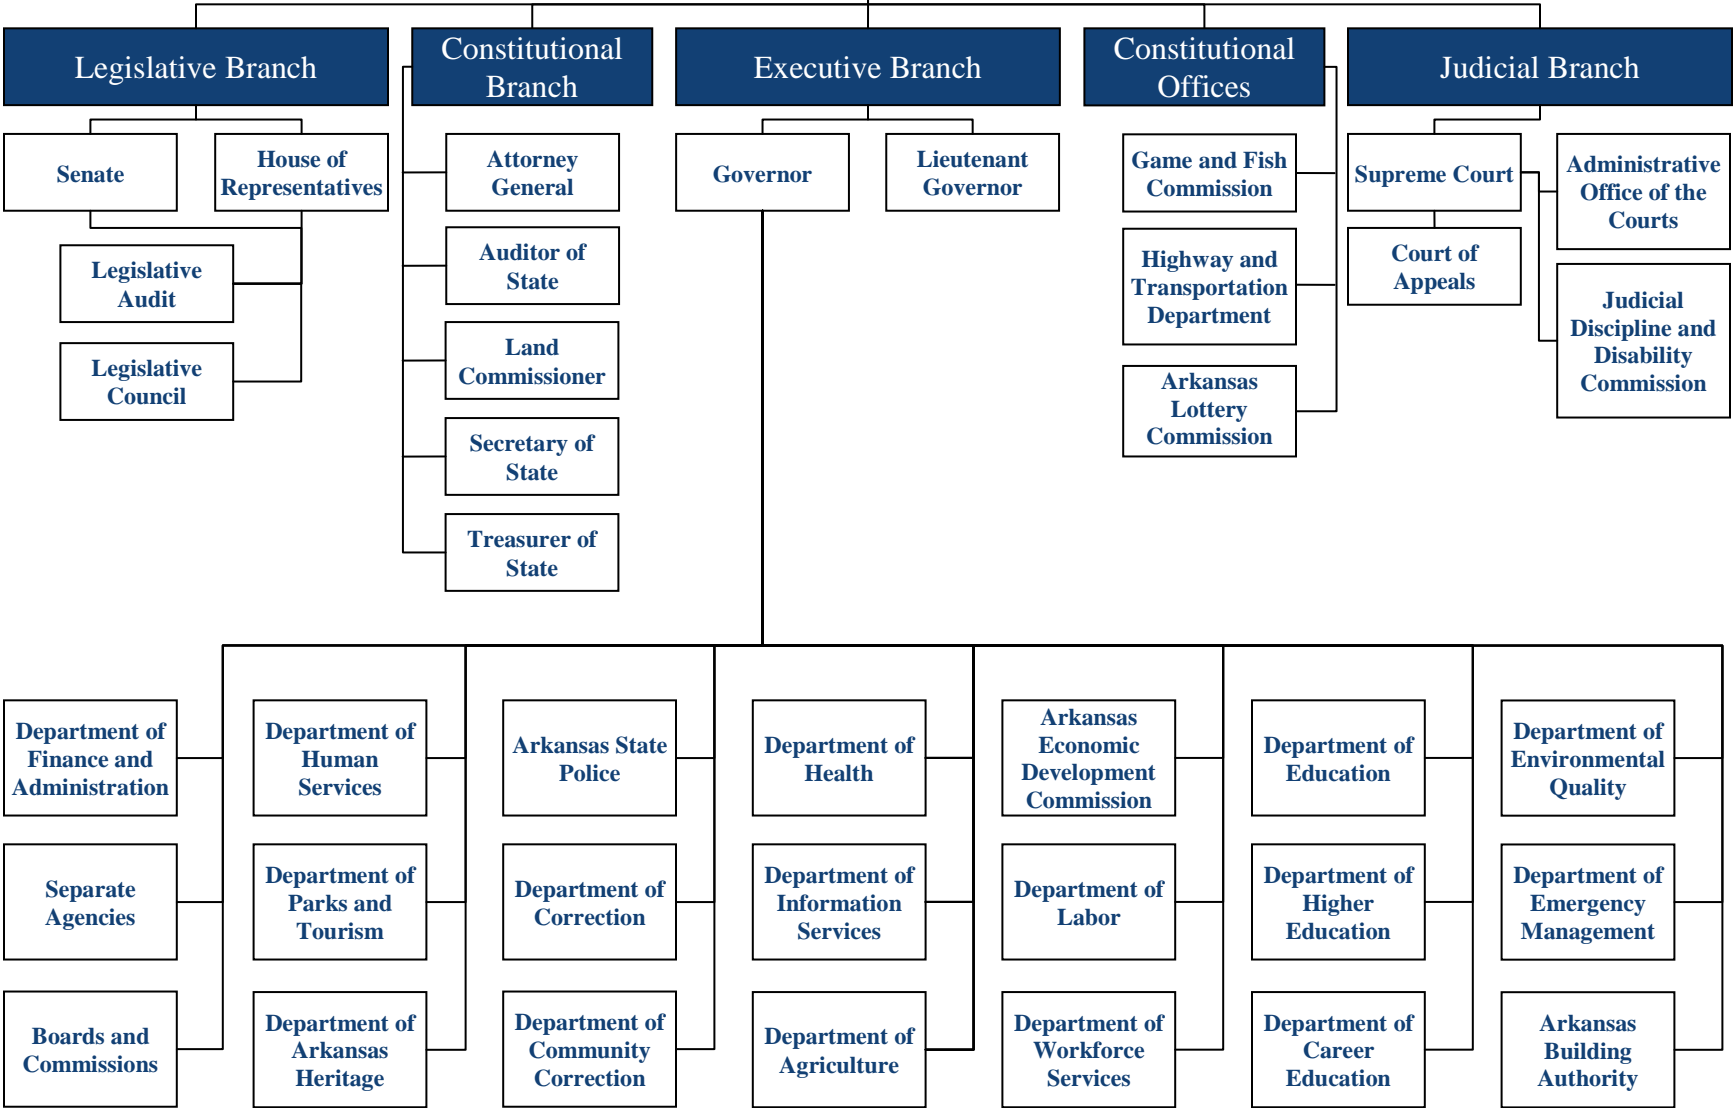 Legislative Branch
Constitutional
Branch
Executive Branch
Constitutional
Offices
Judicial Branch
Senate
House of
Representatives
Legislative
Audit
Legislative
Council
Attorney
General
Auditor of
State
Land
Commissioner
Secretary of
State
Treasurer of
State
Governor
Lieutenant
Governor
Game and Fish
Commission
Highway and
Transportation
Department
Arkansas
Lottery
Commission
Supreme Court
Court of
Appeals
Administrative
Office of the
Courts
Judicial
Discipline and
Disability
Commission
Department of
Finance and
Administration
Department of
Human
Services
Arkansas State
Police
Department of
Health
Arkansas
Economic
Development
Commission
Department of
Education
Department of
Environmental
Quality
Separate
Agencies
Department of
Parks and
Tourism
Department of
Correction
Department of
Information
Services
Department of
Labor
Department of
Higher
Education
Department of
Emergency
Management
Boards and
Commissions
Department of
Arkansas
Heritage
Department of
Community
Correction
Department of
Agriculture
Department of
Workforce
Services
Department of
Career
Education
Arkansas
Building
Authority